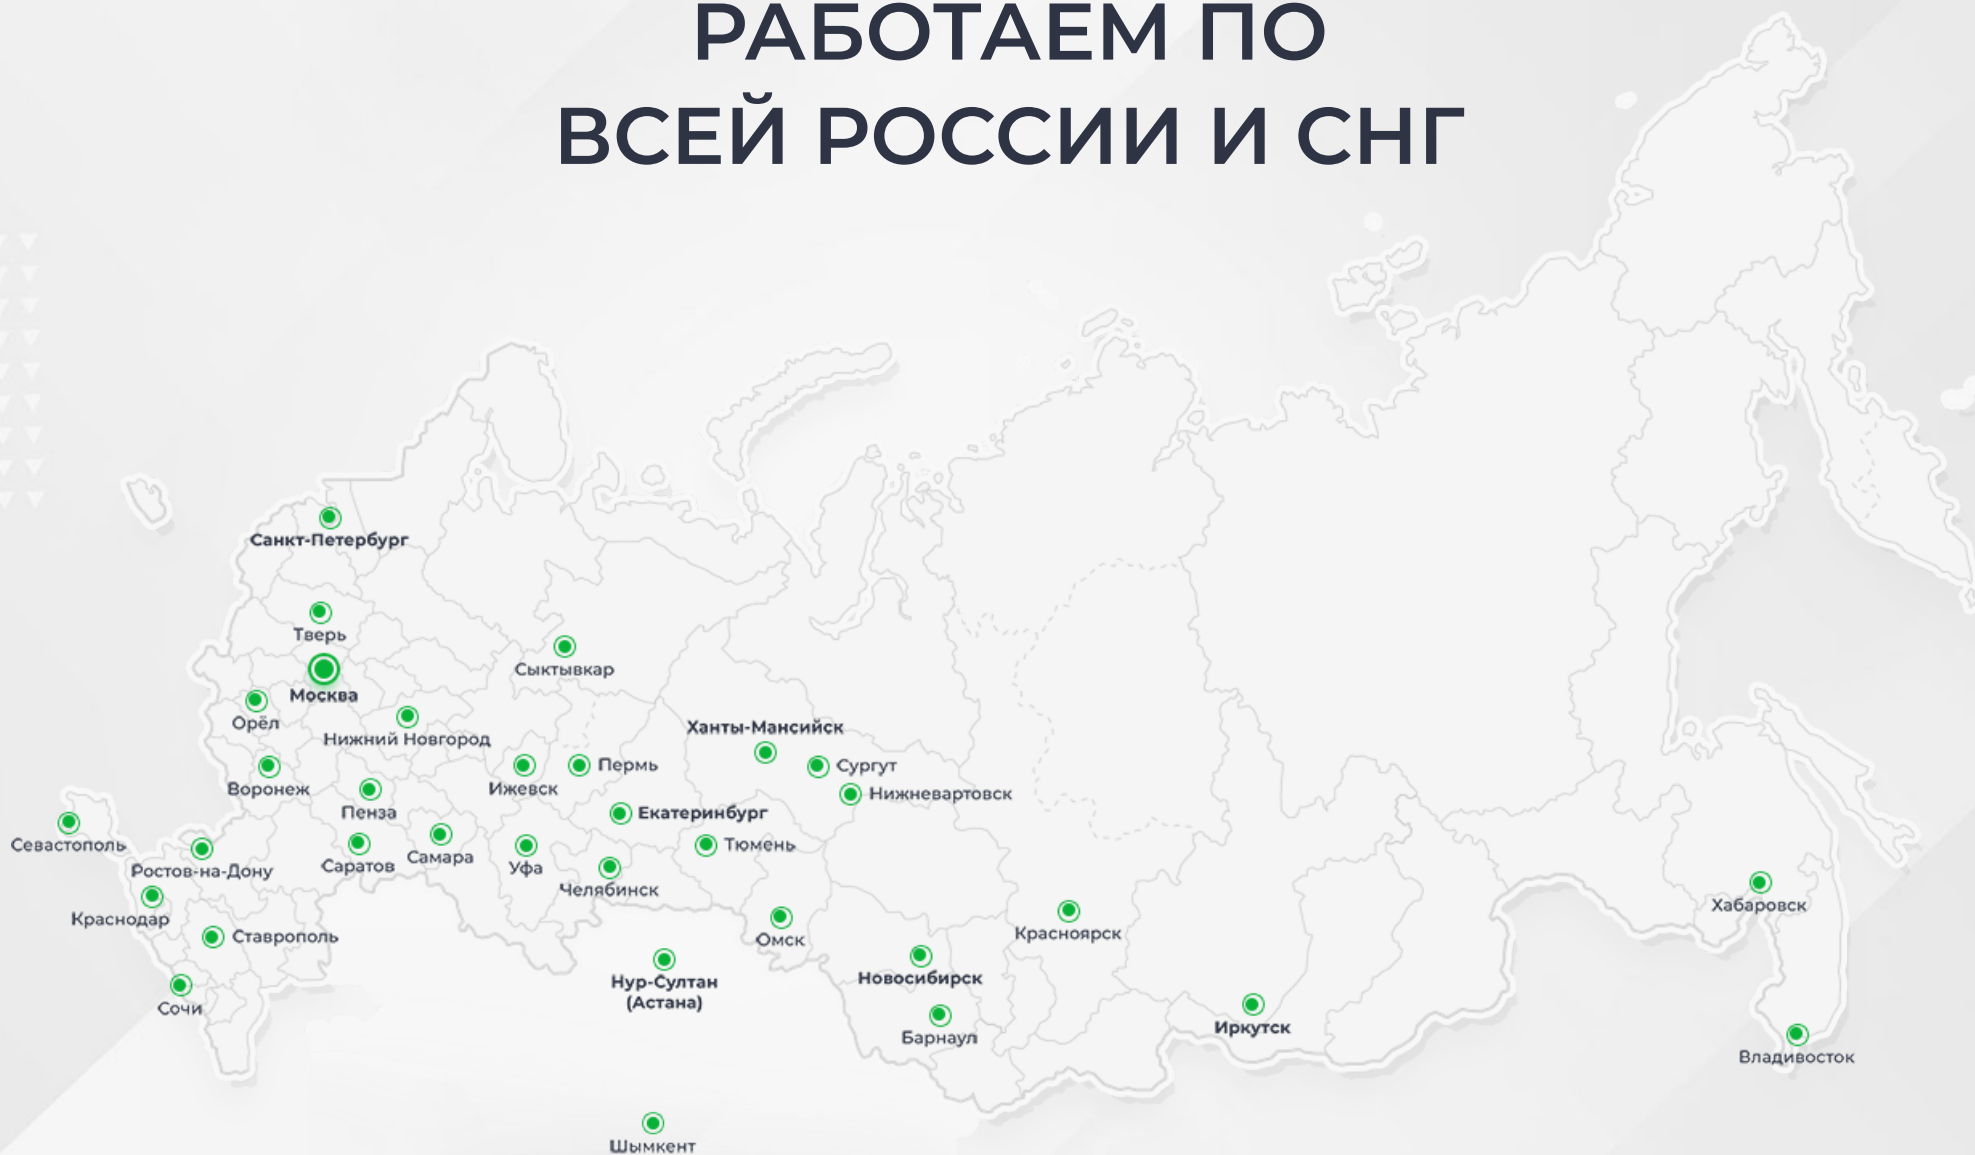 РАБОТАЕМ ПО
ВСЕЙ РОССИИ И СНГ
Санкт-Петербург
Тверь
Сыктывкар
Москва
Орёл
Нижний Новгород
Ханты-Мансийск
Пермь
Сургут
Воронеж
Ижевск
Нижневартовск
Пенза
Екатеринбург
Севастополь
Тюмень
Самара
Саратов
Уфа
Ростов-на-Дону
Челябинск
Хабаровск
Краснодар
Красноярск
Ставрополь
Омск
Новосибирск
Нур-Султан
(Астана)
Сочи
Иркутск
Барнаул
Владивосток
Шымкент